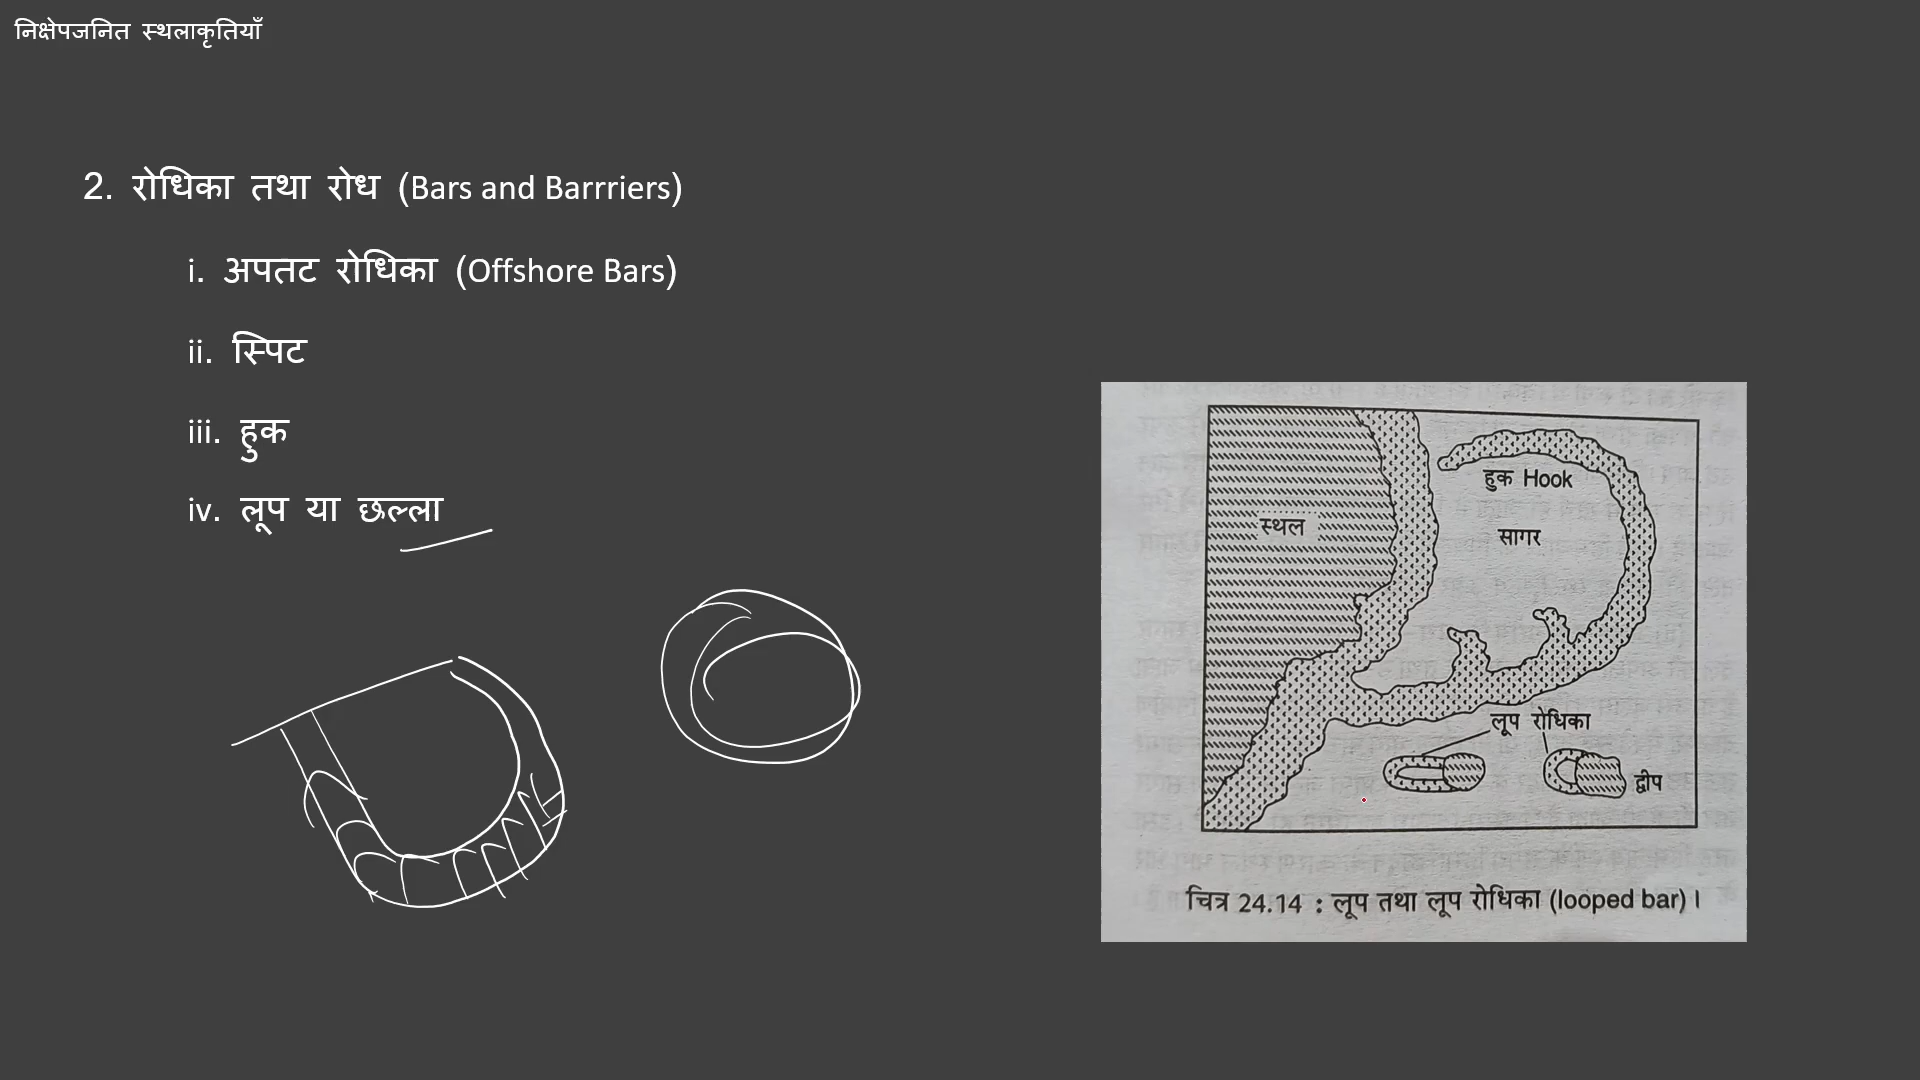 निक्षेपजनित स्थलाकृतियाँ
2. रोधिका तथा रोध (Bars and Barrriers)
i. अपतट रोधिका (Offshore Bars)
ii. स्पिट
iii. हुक
iv. लूप या छल्ला
हुक Hook
स्थल
सागर
लूप रोधिका
द्वीप
चित्र 24.14 : लूप तथा लूप रोधिका (looped bar)।